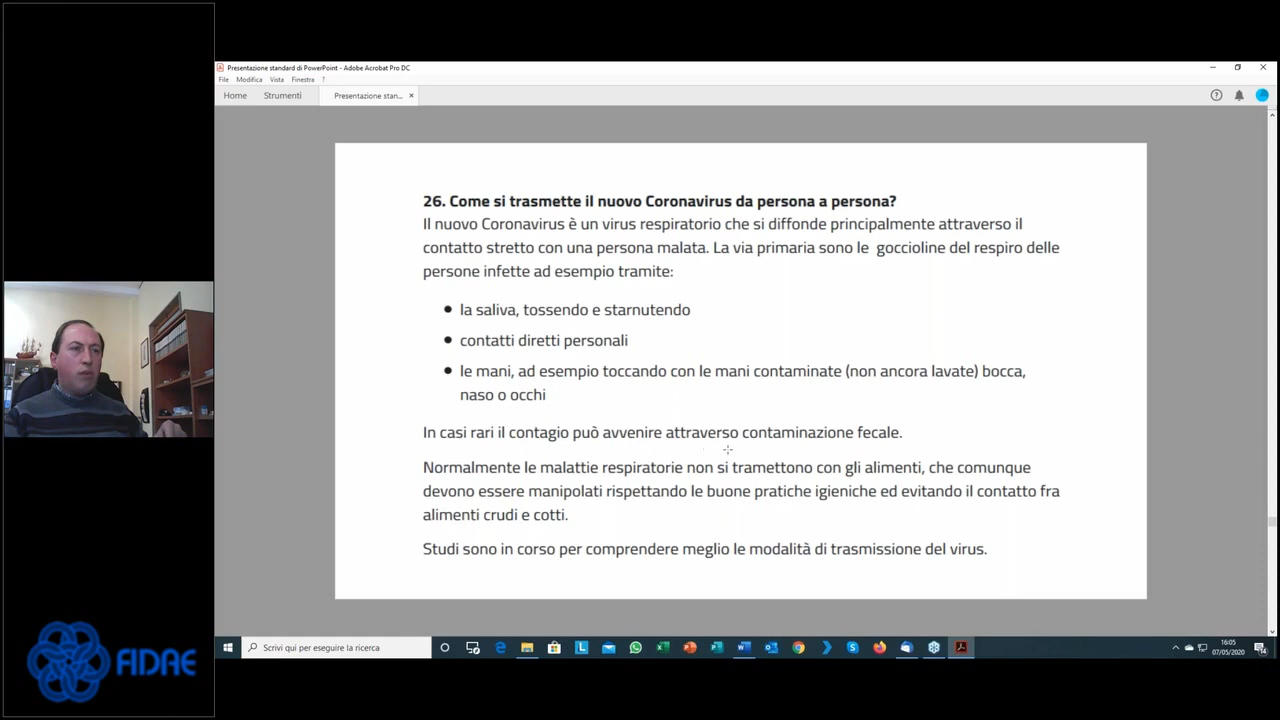 Presentazione standard di PowerPoint - Adobe Acrobat Pro DC
File Modifica Vista Finestra ?
Home Strumenti Presentazione stan... ×
26. Come si trasmette il nuovo Coronavirus da persona a persona?
Il nuovo Coronavirus è un virus respiratorio che si diffonde principalmente attraverso il
contatto stretto con una persona malata. La via primaria sono le goccioline del respiro delle
persone infette ad esempio tramite:
● la saliva, tossendo e starnutendo
● contatti diretti personali
● le mani, ad esempio toccando con le mani contaminate (non ancora lavate) bocca,
naso o occhi
In casi rari il contagio può avvenire attraverso contaminazione fecale.
Normalmente le malattie respiratorie non si tramettono con gli alimenti, che comunque
devono essere manipolati rispettando le buone pratiche igieniche ed evitando il contatto fra
alimenti crudi e cotti.
Studi sono in corso per comprendere meglio le modalità di trasmissione del virus.
FIDAE
Scrivi qui per eseguire la ricerca
16:05
07/05/2020